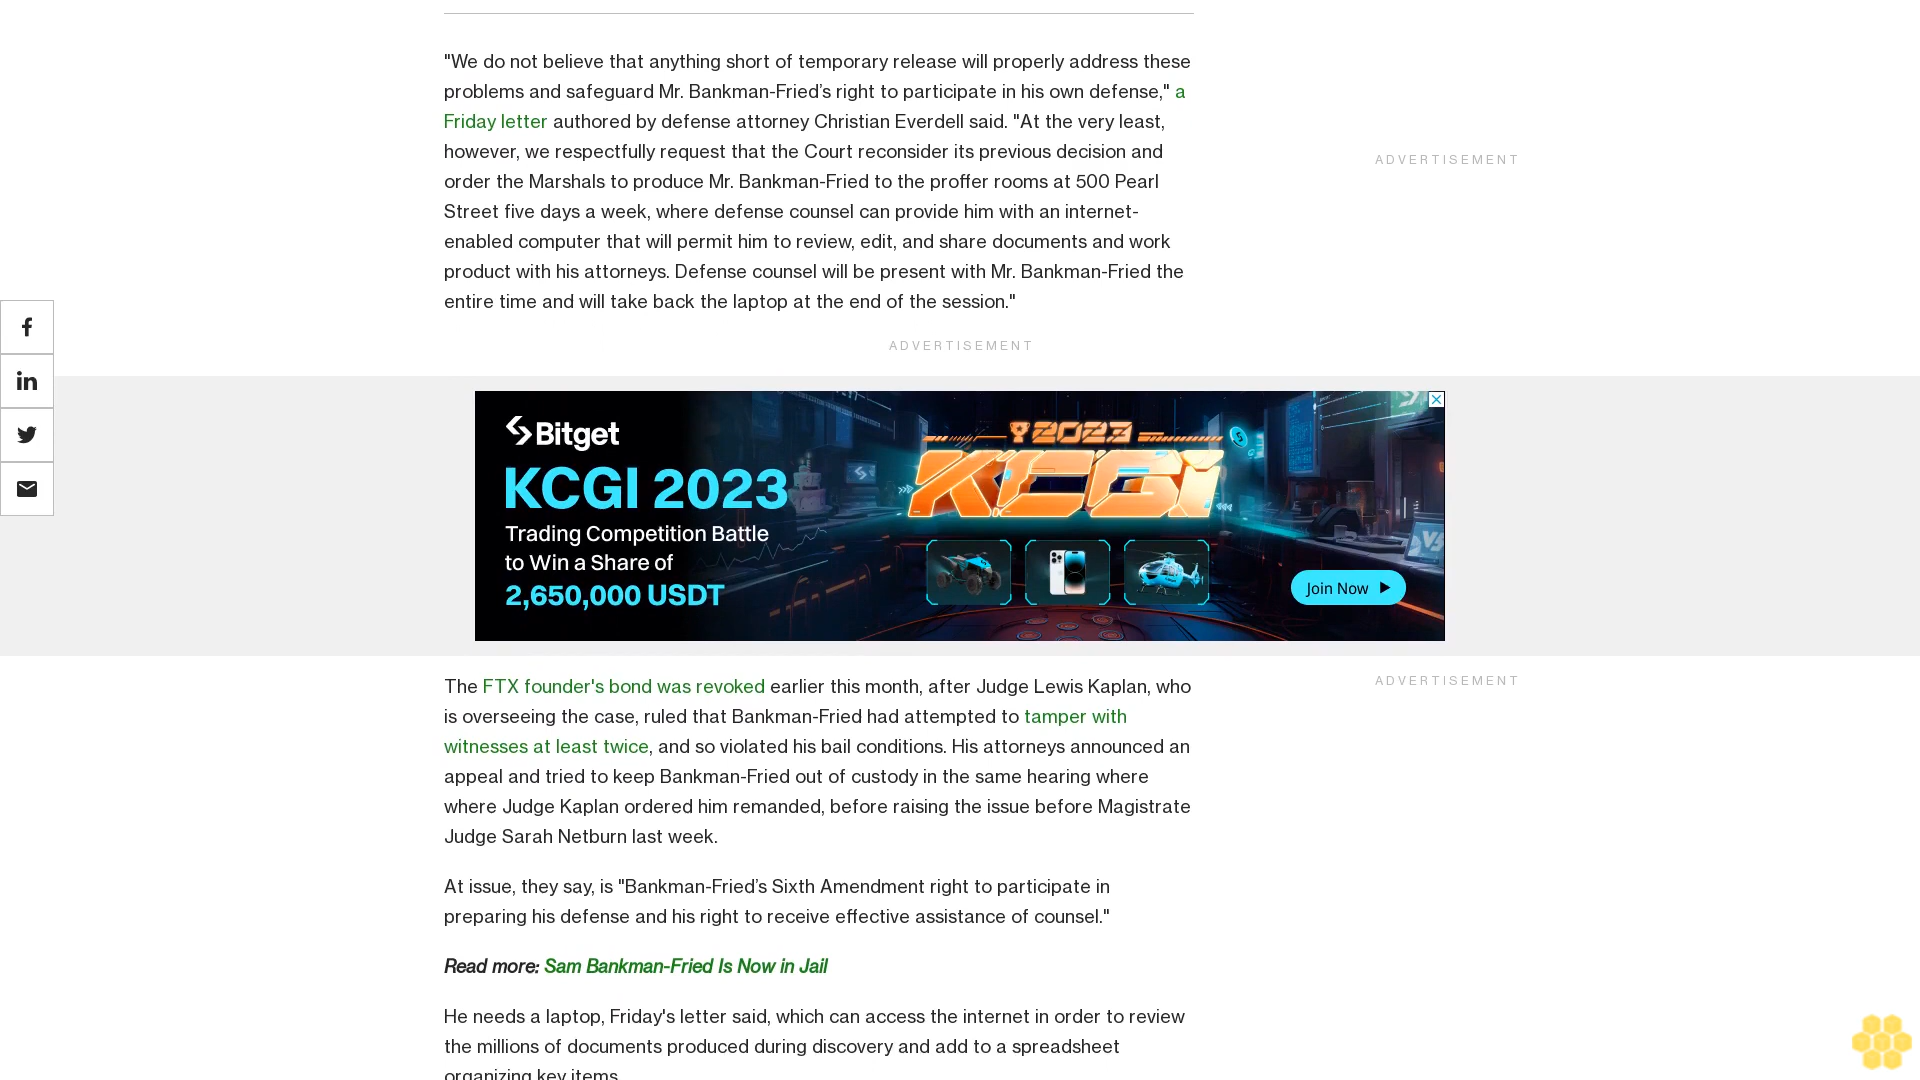 "We do not believe that anything short of temporary release will properly address these
problems and safeguard Mr. Bankman-Fried’s right to participate in his own defense," a
Friday letter authored by defense attorney Christian Everdell said. "At the very least,
however, we respectfully request that the Court reconsider its previous decision and
order the Marshals to produce Mr. Bankman-Fried to the proffer rooms at 500 Pearl
Street five days a week, where defense counsel can provide him with an internet-
enabled computer that will permit him to review, edit, and share documents and work
product with his attorneys. Defense counsel will be present with Mr. Bankman-Fried the
entire time and will take back the laptop at the end of the session."
ADVERTISEMENT
ADVERTISEMENT
Bitget
KCGI 2023
Trading Competition Battle
to Win a Share of
2,650,000 USDT
2023
KCGI
VS
Join Now
The FTX founder's bond was revoked earlier this month, after Judge Lewis Kaplan, who
is overseeing the case, ruled that Bankman-Fried had attempted to tamper with
witnesses at least twice, and so violated his bail conditions. His attorneys announced an
appeal and tried to keep Bankman-Fried out of custody in the same hearing where
where Judge Kaplan ordered him remanded, before raising the issue before Magistrate
Judge Sarah Netburn last week.
ADVERTISEMENT
At issue, they say, is "Bankman-Fried’s Sixth Amendment right to participate in
preparing his defense and his right to receive effective assistance of counsel."
Read more: Sam Bankman-Fried Is Now in Jail
He needs a laptop, Friday's letter said, which can access the internet in order to review
the millions of documents produced during discovery and add to a spreadsheet
organizing key items.